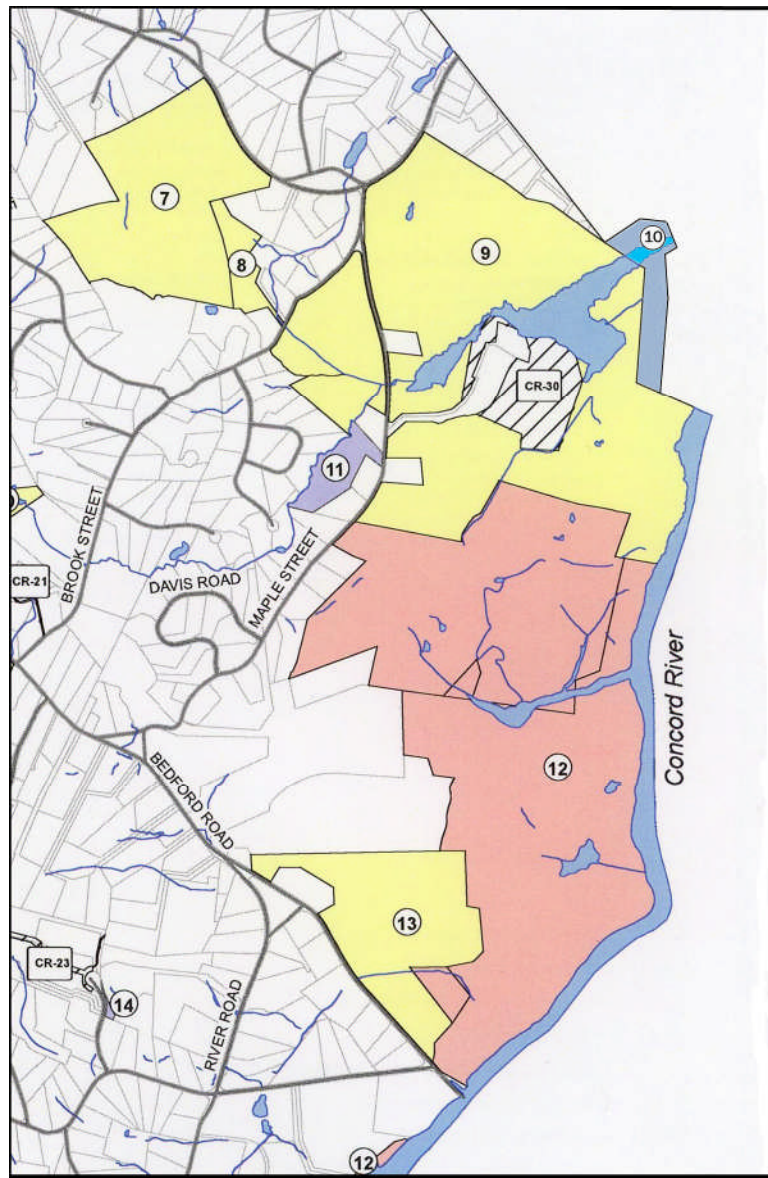 7
10
9
8
CR-30
11
BROOK STREET
CR-21
DAVIS ROAD
MAPLE STREET
Concord River
12
BEDFORD ROAD
13
CR-23
14
RIVER ROAD
12